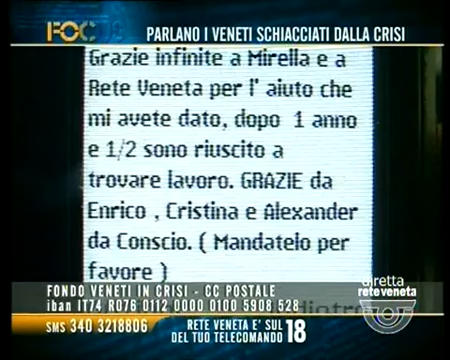 FOC
PARLANO I VENETI SCHIACCIATI DALLA CRISI
Grazie infinite a Mirella e a
Rete Veneta per l' aiuto che
mi avete dato, dopo 1 anno
e 1/2 sono riuscito a
trovare lavoro. GRAZIE da
Enrico , Cristina e Alexander
da Conscio. ( Mandatelo per
favore )
diretta
reteveneta
FONDO VENETI IN CRISI - CC POSTALE
iban IT74 R076 0112 0000 0100 5908 528
SMS 340 3218806
RETE VENETA E' SUL
DEL TUO TELECOMANDO 18